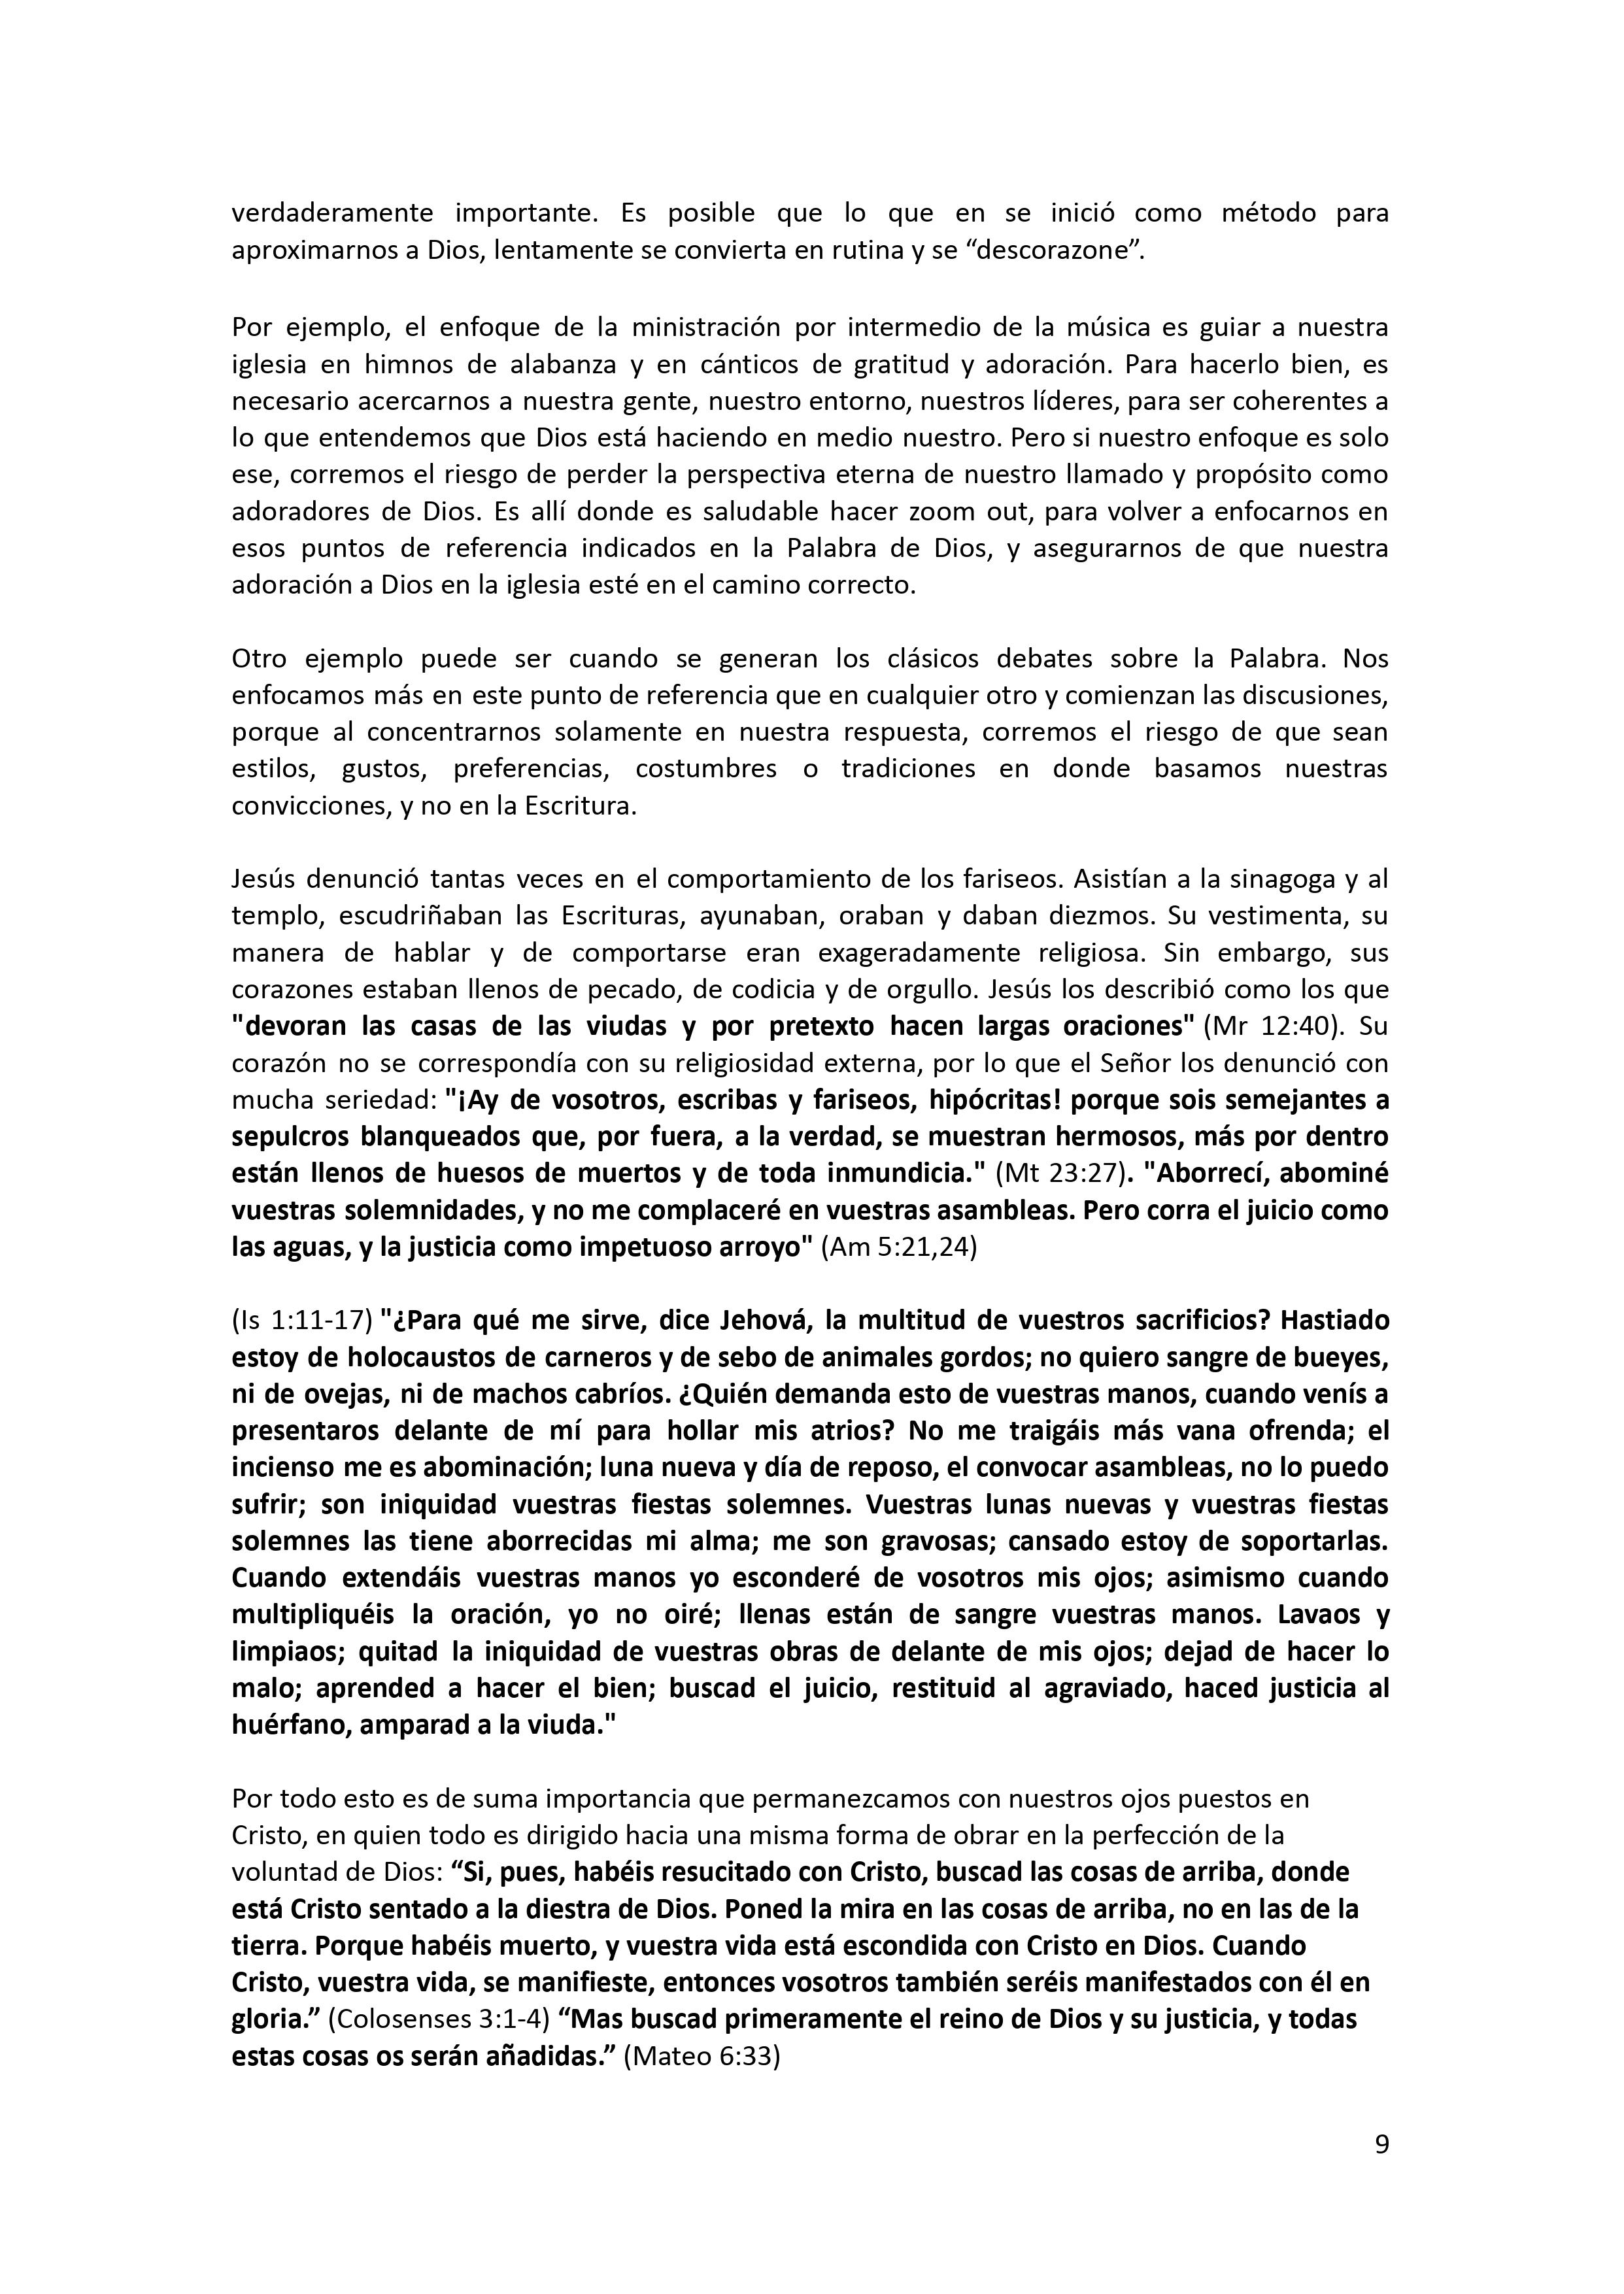 verdaderamente importante. Es posible que lo que en se inició como método para
aproximarnos a Dios, lentamente se convierta en rutina y se “descorazone”.
Por ejemplo, el enfoque de la ministración por intermedio de la música es guiar a nuestra
iglesia en himnos de alabanza y en cánticos de gratitud y adoración. Para hacerlo bien, es
necesario acercarnos a nuestra gente, nuestro entorno, nuestros líderes, para ser coherentes a
lo que entendemos que Dios está haciendo en medio nuestro. Pero si nuestro enfoque es solo
ese, corremos el riesgo de perder la perspectiva eterna de nuestro llamado y propósito como
adoradores de Dios. Es allí donde es saludable hacer zoom out, para volver a enfocarnos en
esos puntos de referencia indicados en la Palabra de Dios, y asegurarnos de que nuestra
adoración a Dios en la iglesia esté en el camino correcto.
Otro ejemplo puede ser cuando se generan los clásicos debates sobre la Palabra. Nos
enfocamos más en este punto de referencia que en cualquier otro y comienzan las discusiones,
porque al concentrarnos solamente en nuestra respuesta, corremos el riesgo de que sean
estilos, gustos, preferencias, costumbres o tradiciones en donde basamos nuestras
convicciones, y no en la Escritura.
Jesús denunció tantas veces en el comportamiento de los fariseos. Asistían a la sinagoga y al
templo, escudriñaban las Escrituras, ayunaban, oraban y daban diezmos. Su vestimenta, su
manera de hablar y de comportarse eran exageradamente religiosa. Sin embargo, sus
corazones estaban llenos de pecado, de codicia y de orgullo. Jesús los describió como los que
"devoran las casas de las viudas y por pretexto hacen largas oraciones" (Mr 12:40). Su
corazón no se correspondía con su religiosidad externa, por lo que el Señor los denunció con
mucha seriedad: "¡Ay de vosotros, escribas y fariseos, hipócritas! porque sois semejantes a
sepulcros blanqueados que, por fuera, a la verdad, se muestran hermosos, más por dentro
están llenos de huesos de muertos y de toda inmundicia." (Mt 23:27). "Aborrecí, abominé
vuestras solemnidades, y no me complaceré en vuestras asambleas. Pero corra el juicio como
las aguas, y la justicia como impetuoso arroyo" (Am 5:21,24)
(Is 1:11-17) "¿Para qué me sirve, dice Jehová, la multitud de vuestros sacrificios? Hastiado
estoy de holocaustos de carneros y de sebo de animales gordos; no quiero sangre de bueyes,
ni de ovejas, ni de machos cabríos. ¿Quién demanda esto de vuestras manos, cuando venís a
presentaros delante de mí para hollar mis atrios? No me traigáis más vana ofrenda; el
incienso me es abominación; luna nueva y día de reposo, el convocar asambleas, no lo puedo
sufrir; son iniquidad vuestras fiestas solemnes. Vuestras lunas nuevas y vuestras fiestas
solemnes las tiene aborrecidas mi alma; me son gravosas; cansado estoy de soportarlas.
Cuando extendáis vuestras manos yo esconderé de vosotros mis ojos; asimismo cuando
multipliquéis la oración, yo no oiré; llenas están de sangre vuestras manos. Lavaos y
limpiaos; quitad la iniquidad de vuestras obras de delante de mis ojos; dejad de hacer lo
malo; aprended a hacer el bien; buscad el juicio, restituid al agraviado, haced justicia al
huérfano, amparad a la viuda."
Por todo esto es de suma importancia que permanezcamos con nuestros ojos puestos en
Cristo, en quien todo es dirigido hacia una misma forma de obrar en la perfección de la
voluntad de Dios: “Si, pues, habéis resucitado con Cristo, buscad las cosas de arriba, donde
está Cristo sentado a la diestra de Dios. Poned la mira en las cosas de arriba, no en las de la
tierra. Porque habéis muerto, y vuestra vida está escondida con Cristo en Dios. Cuando
Cristo, vuestra vida, se manifieste, entonces vosotros también seréis manifestados con él en
gloria.” (Colosenses 3:1-4) “Mas buscad primeramente el reino de Dios y su justicia, y todas
estas cosas os serán añadidas.” (Mateo 6:33)
9